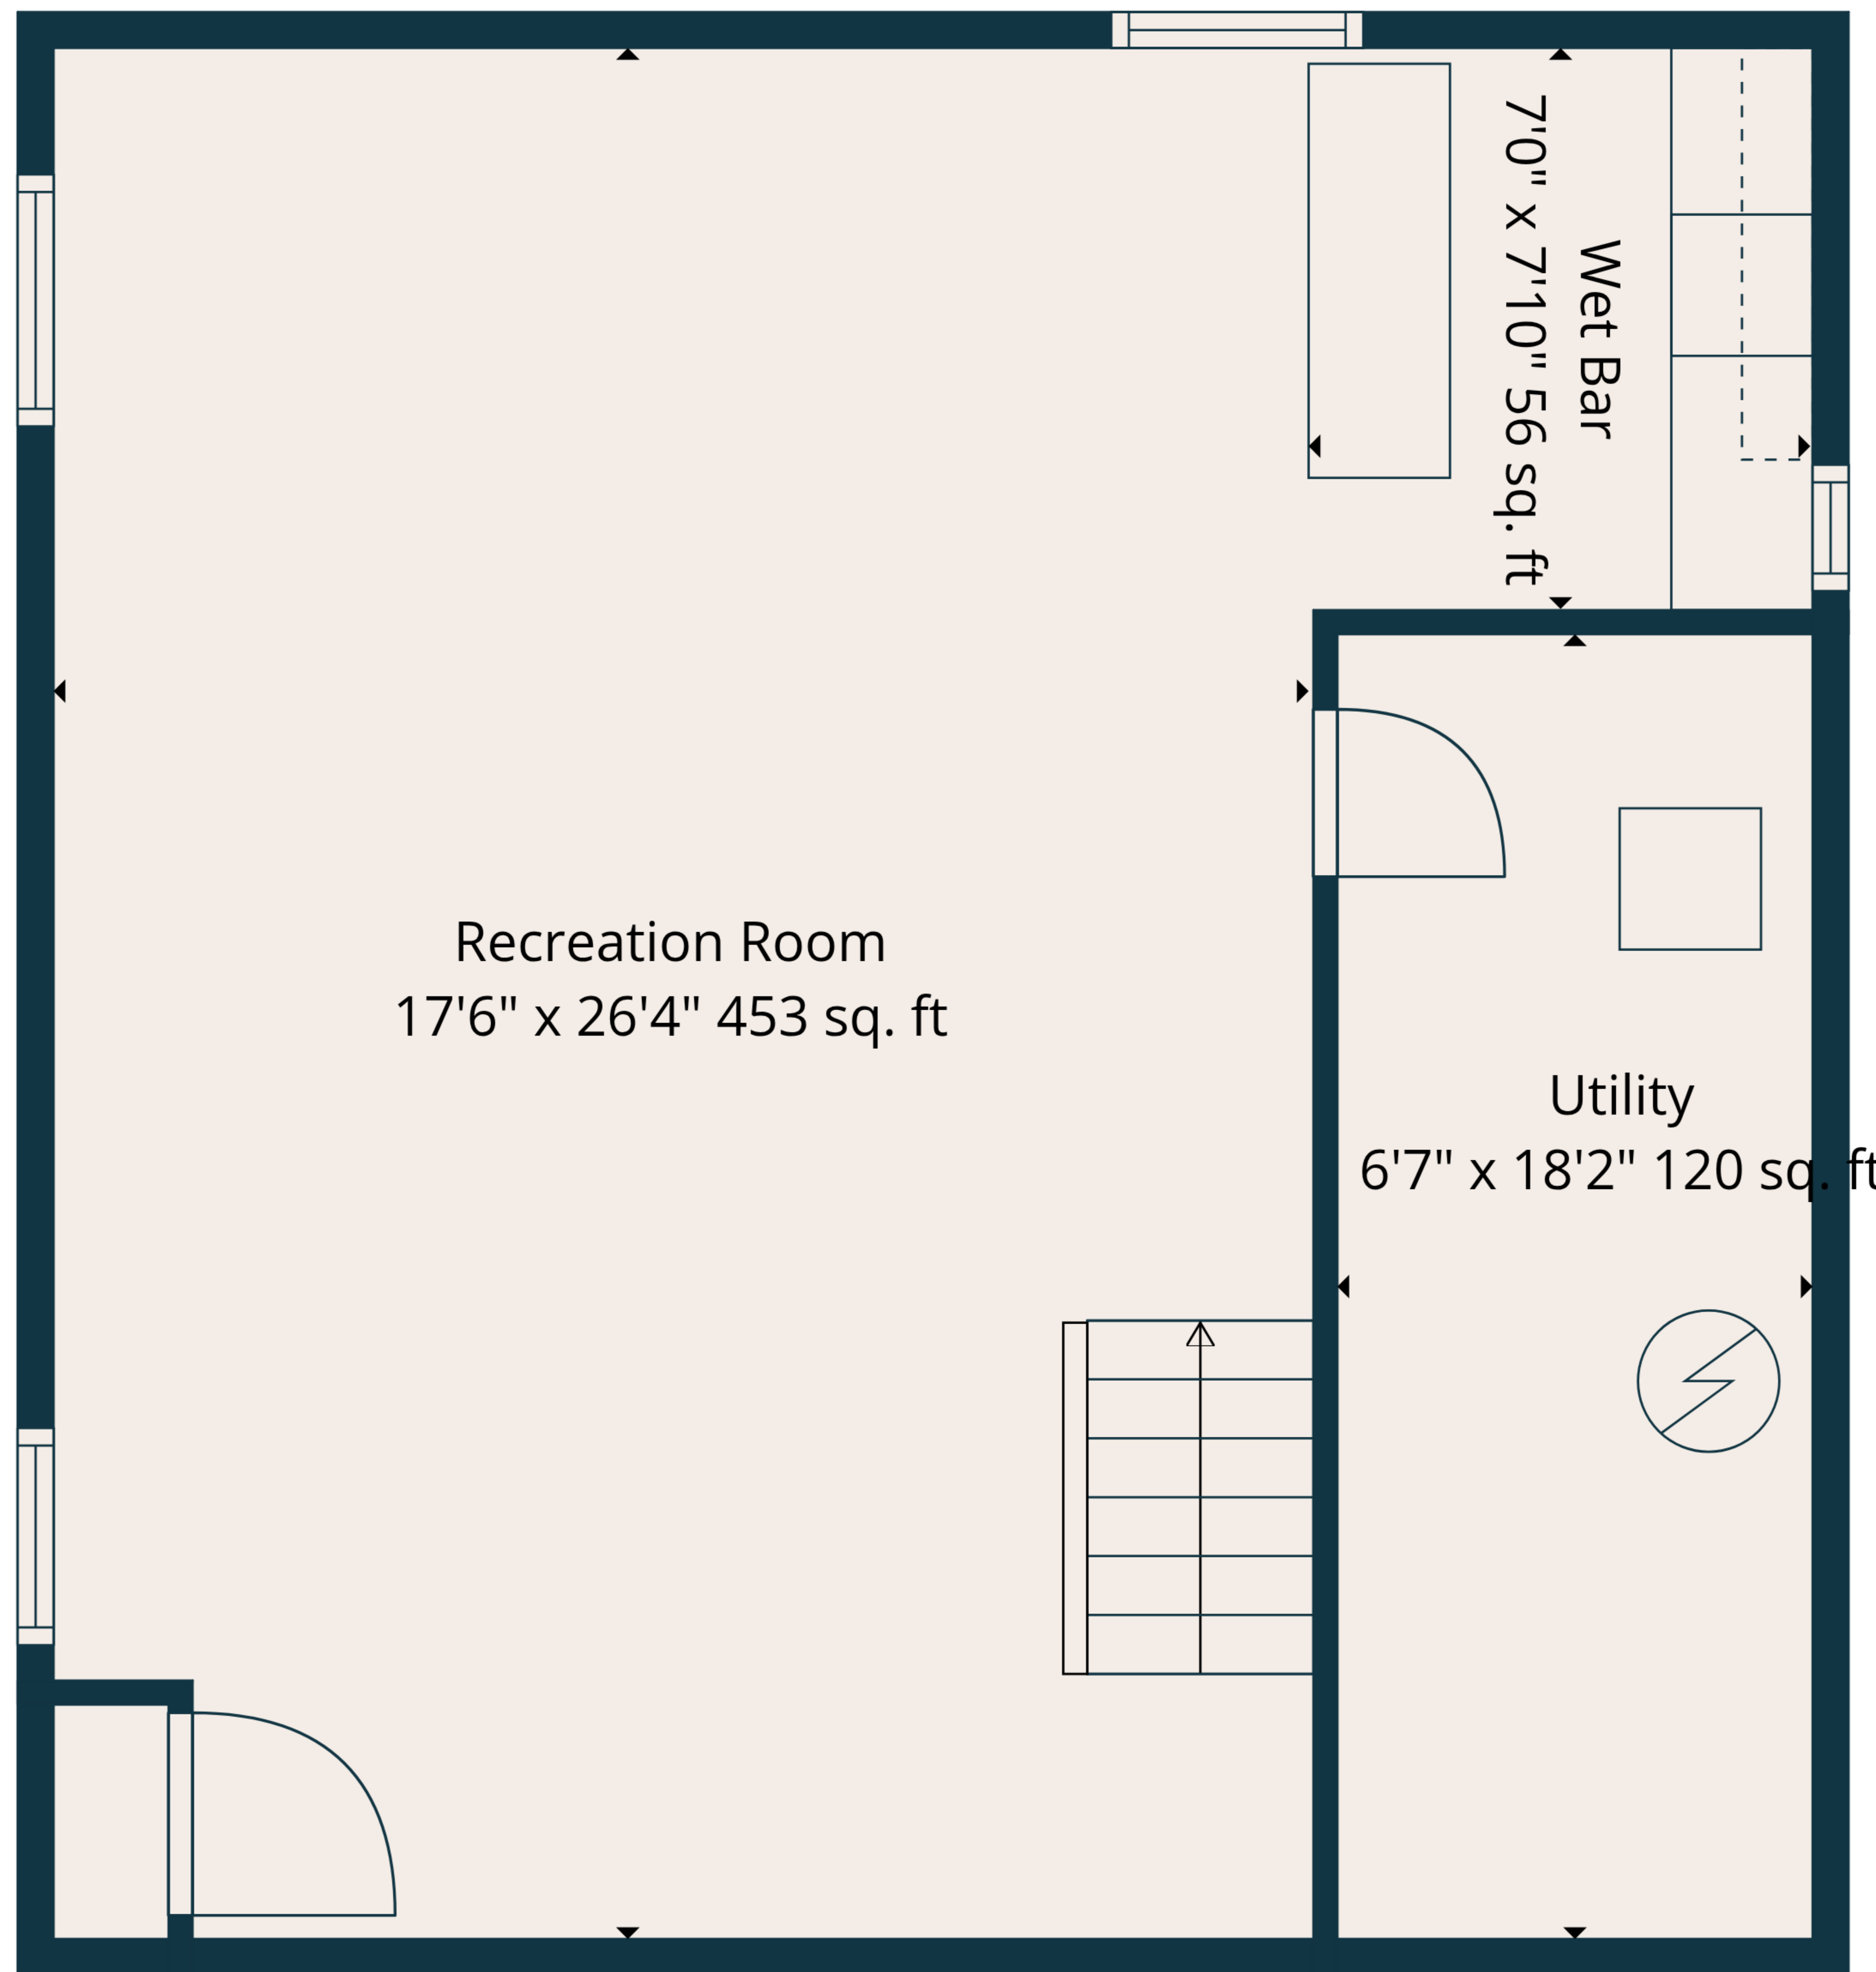 Wet Bar
7'0" x 7'10" 56 sq. ft
Recreation Room
17'6" x 26'4" 453 sq. ft
Utility
6'7" x 18'2" 120 sq. ft